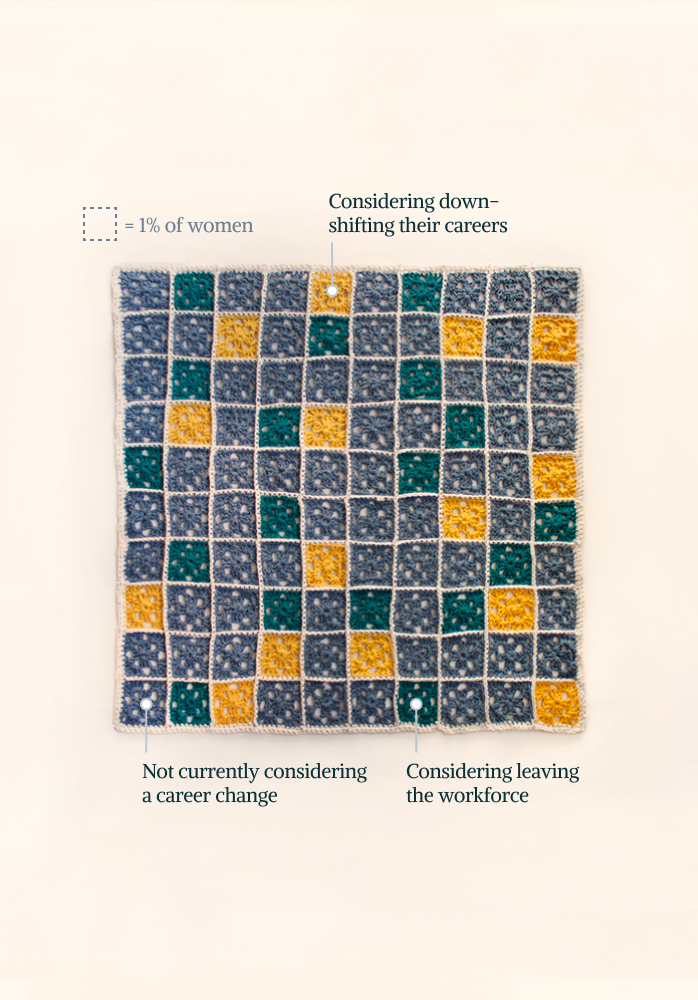 Considering down-
shifting their careers
= 1% of women
Not currently considering
a career change
Considering leaving
the workforce